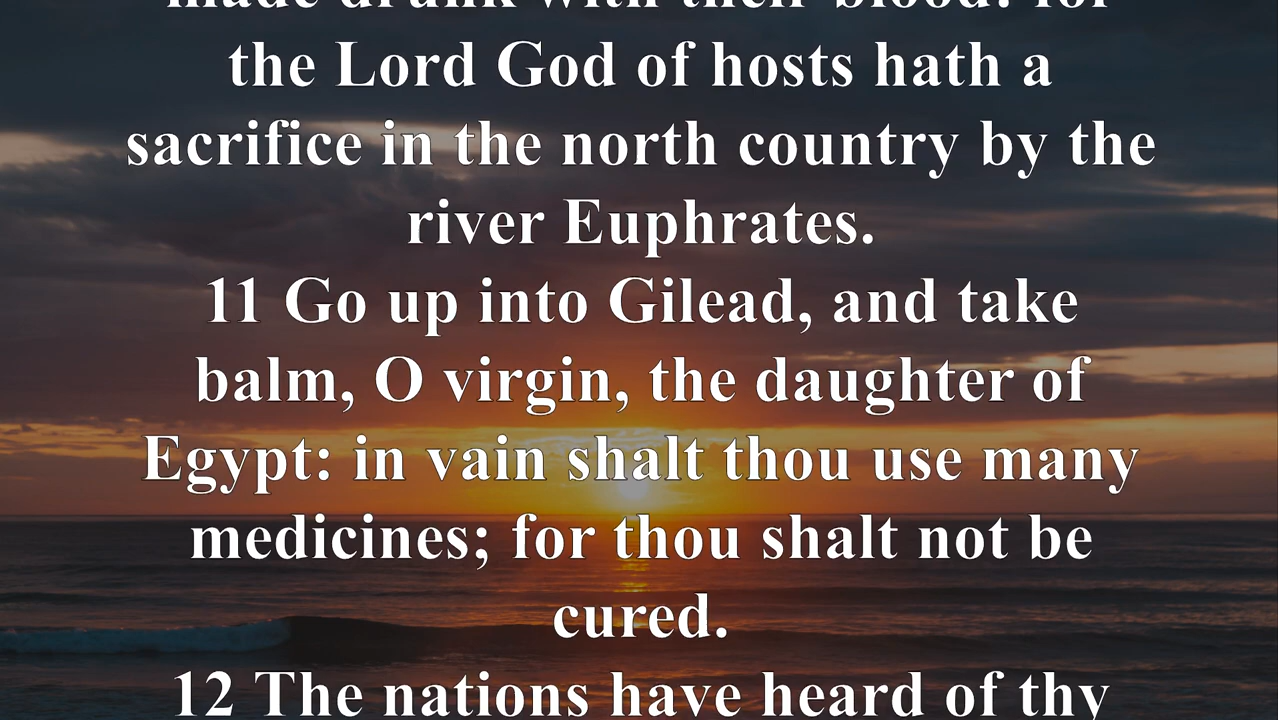 made drunk with their blood: for
the Lord God of hosts hath a
sacrifice in the north country by the
river Euphrates.
11 Go up into Gilead, and take
balm, O virgin, the daughter of
Egypt: in vain shalt thou use many
medicines; for thou shalt not be
cured.
12 The nations have heard of thy